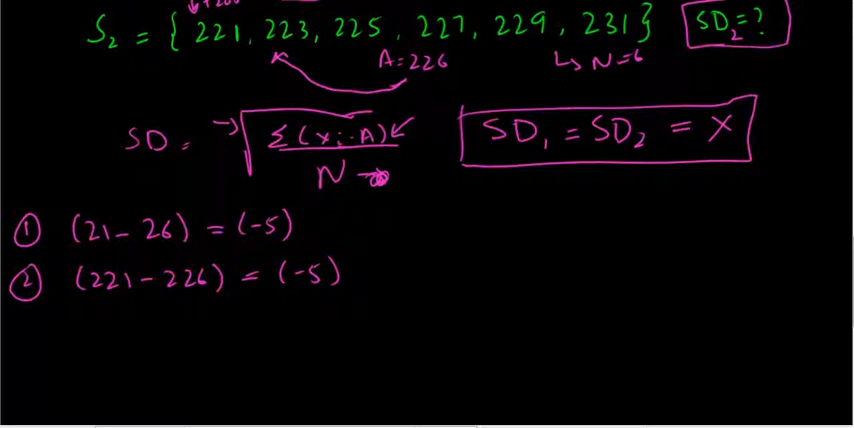 +200
S₂ = { 221, 223, 225, 227, 229, 231} SD₂=?
A=226 N=6
SD = √ Σ(xᵢ-A) / N SD₁ = SD₂ = X
① (21-26) = (-5)
② (221-226) = (-5)